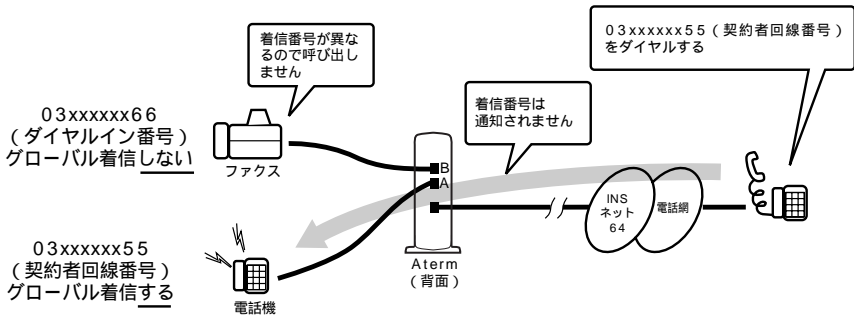 着信番号が異な
るので呼び出し
ません
03xxxxxx55(契約者回線番号)
をダイヤルする
着信番号は
通知されません
03xxxxxx66
(ダイヤルイン番号)
グローバル着信しない
ファクス
B
A
INS
ネット
64
電話網
03xxxxxx55
(契約者回線番号)
グローバル着信する
電話機
Aterm
(背面)